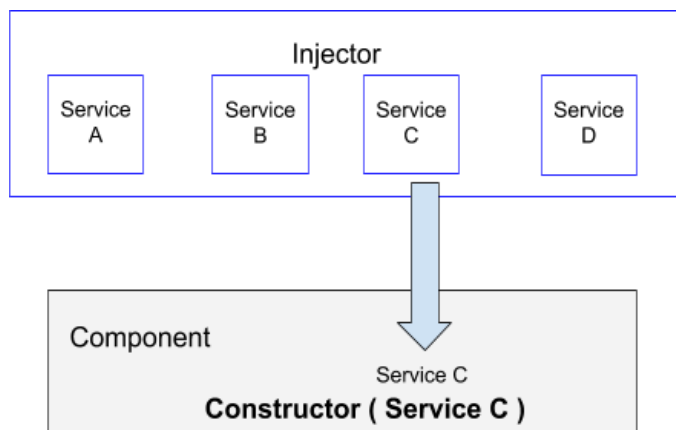 Injector
Service
A
Service
B
Service
C
Service
D
Component
Service C
Constructor ( Service C )